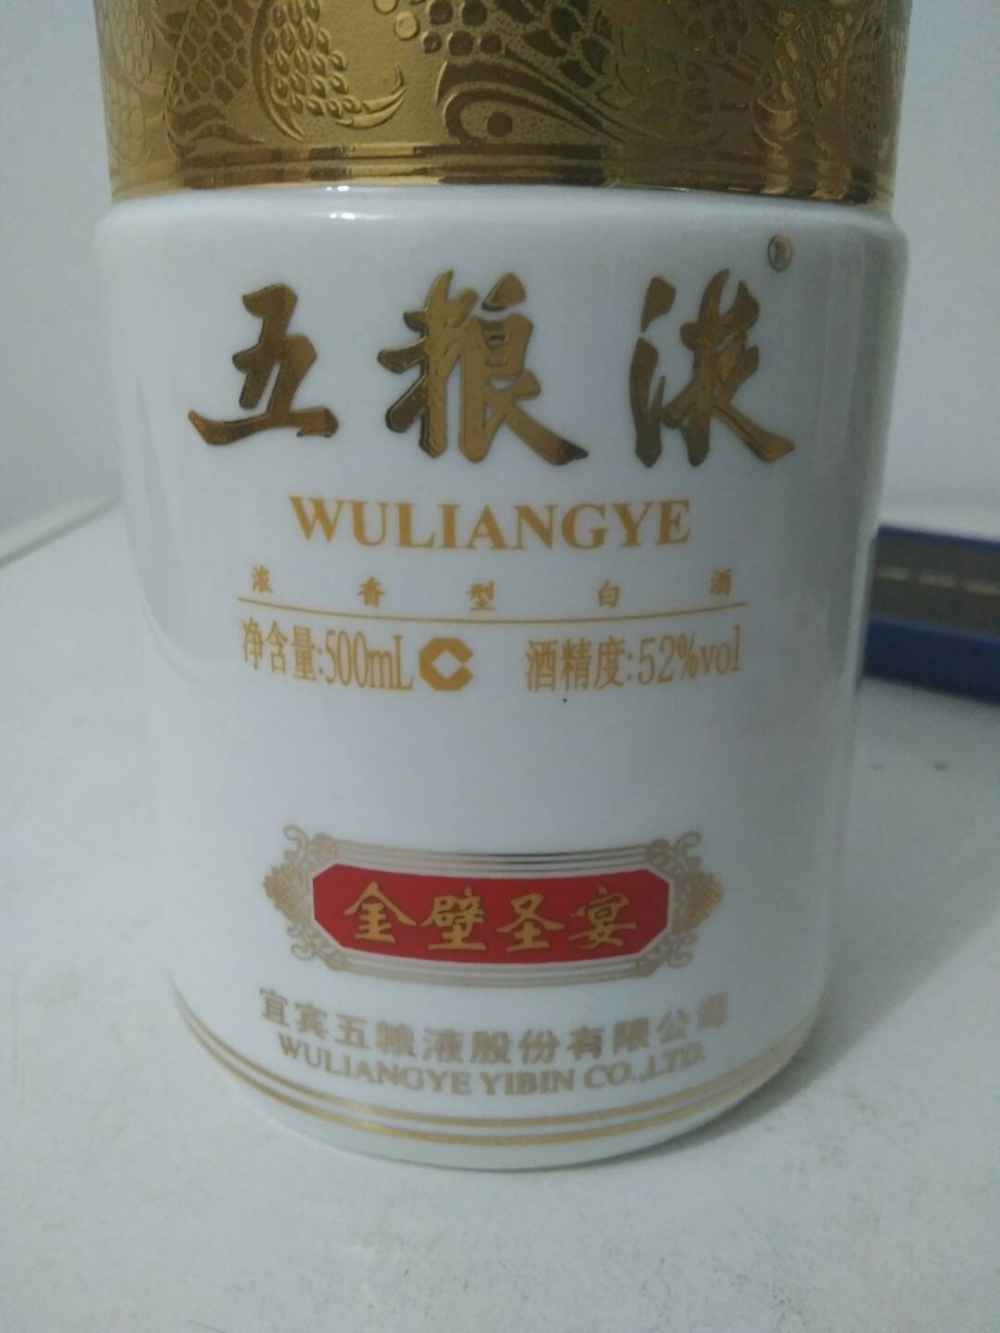 五粮液®
WULIANGYE
浓香型白酒
净含量:500mL C 酒精度:52%vol
金壁圣宴
宜宾五粮液股份有限公司
WULIANGYE YIBIN CO.,LTD.